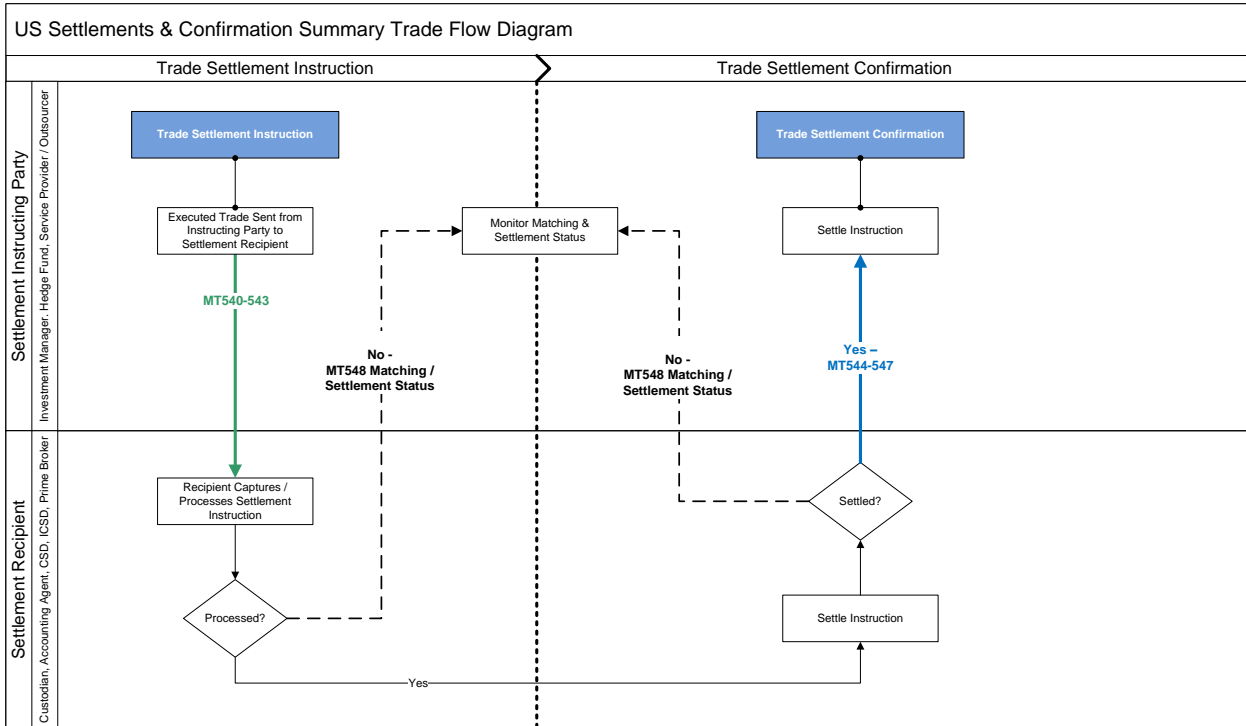 US Settlements & Confirmation Summary Trade Flow Diagram
Trade Settlement Instruction
Trade Settlement Confirmation
Settlement Instructing Party
Investment Manager. Hedge Fund, Service Provider / Outsourcer
Trade Settlement Instruction
Trade Settlement Confirmation
Executed Trade Sent from
Instructing Party to
Settlement Recipient
Monitor Matching &
Settlement Status
Settle Instruction
MT540-543
No -
MT548 Matching /
Settlement Status
No -
MT548 Matching /
Settlement Status
Yes –
MT544-547
Settlement Recipient
Custodian, Accounting Agent, CSD, ICSD, Prime Broker
Recipient Captures /
Processes Settlement
Instruction
Settled?
Processed?
Settle Instruction
Yes